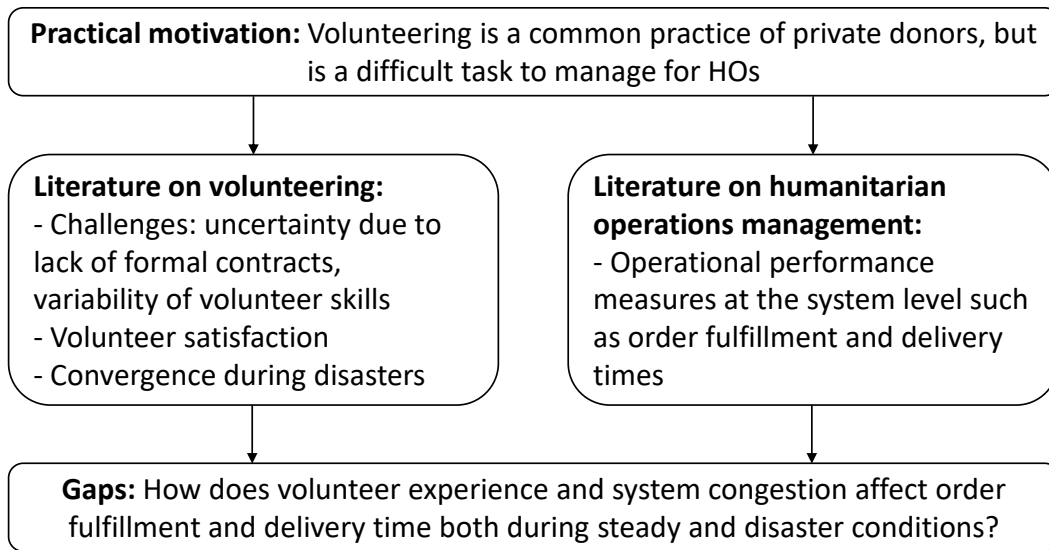 Practical motivation: Volunteering is a common practice of private donors, but
is a difficult task to manage for HOs
Literature on volunteering:
- Challenges: uncertainty due to
lack of formal contracts,
variability of volunteer skills
- Volunteer satisfaction
- Convergence during disasters
Literature on humanitarian
operations management:
- Operational performance
measures at the system level such
as order fulfillment and delivery
times
Gaps: How does volunteer experience and system congestion affect order
fulfillment and delivery time both during steady and disaster conditions?